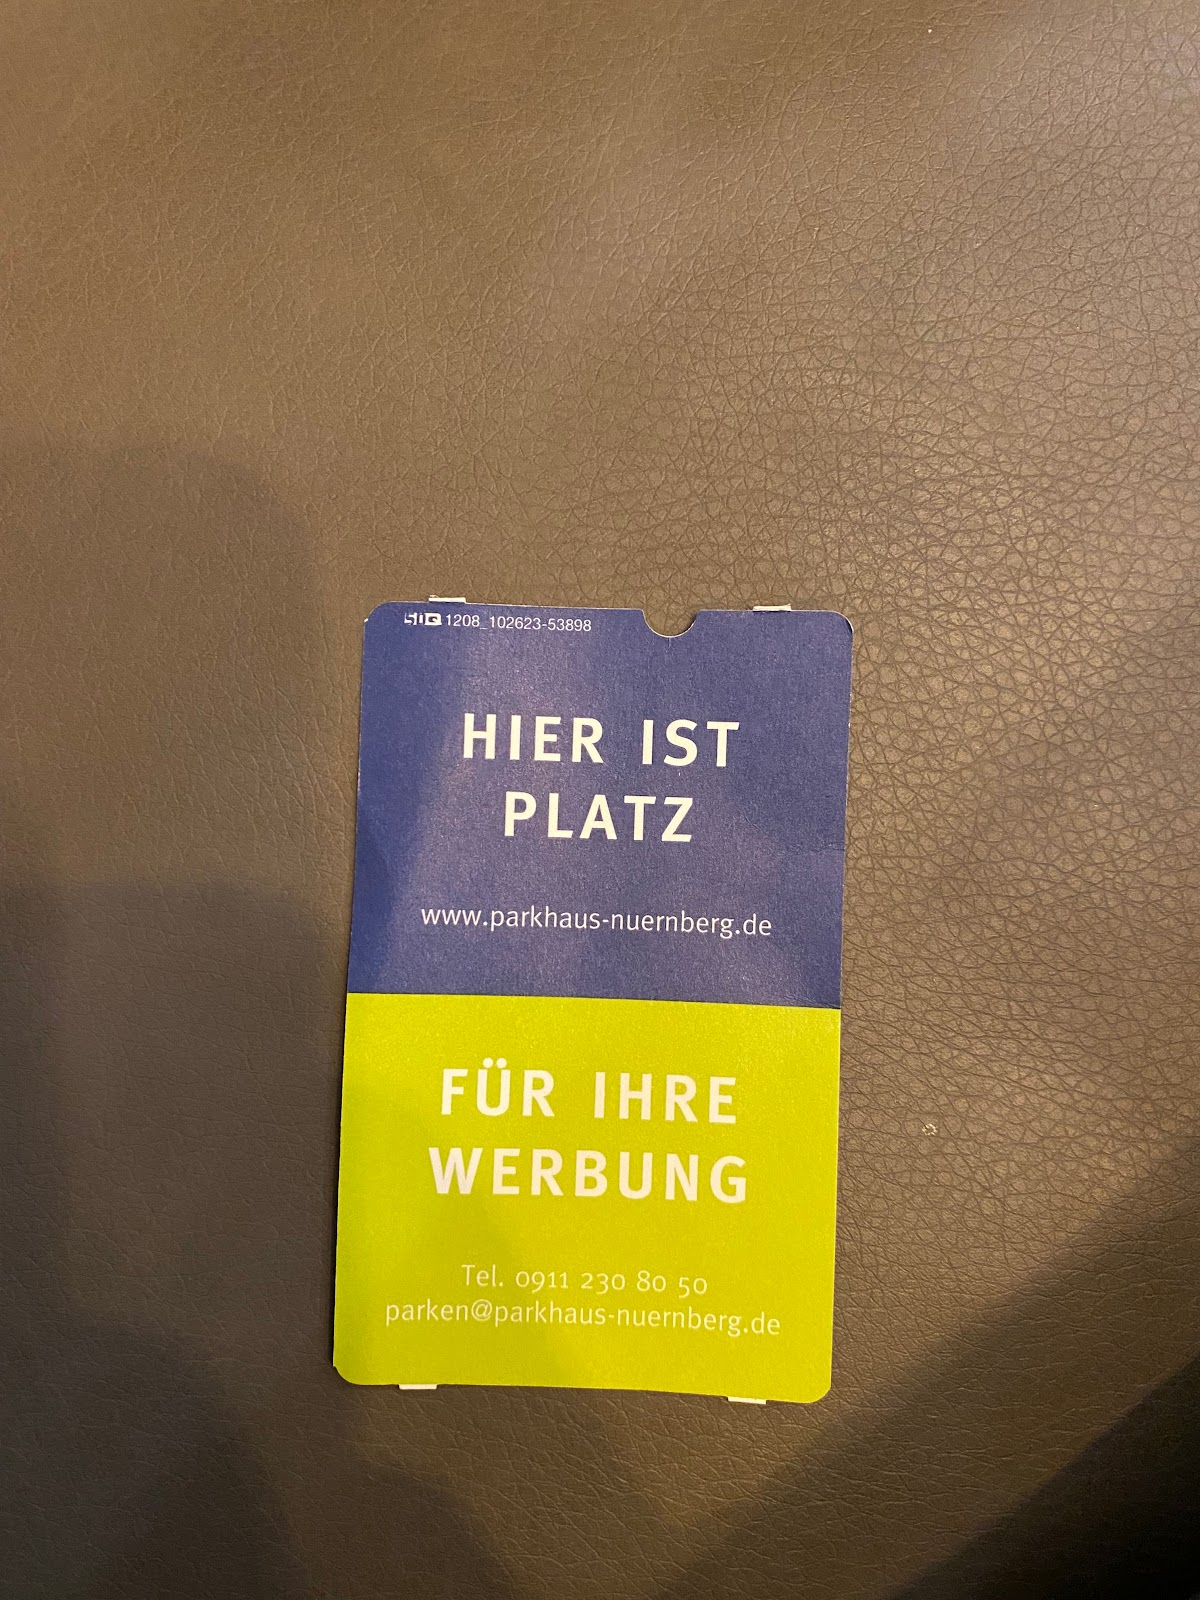 1208_102623-53898
HIER IST
PLATZ
www.parkhaus-nuernberg.de
FÜR IHRE
WERBUNG
Tel. 0911 230 80 50
parken@parkhaus-nuernberg.de